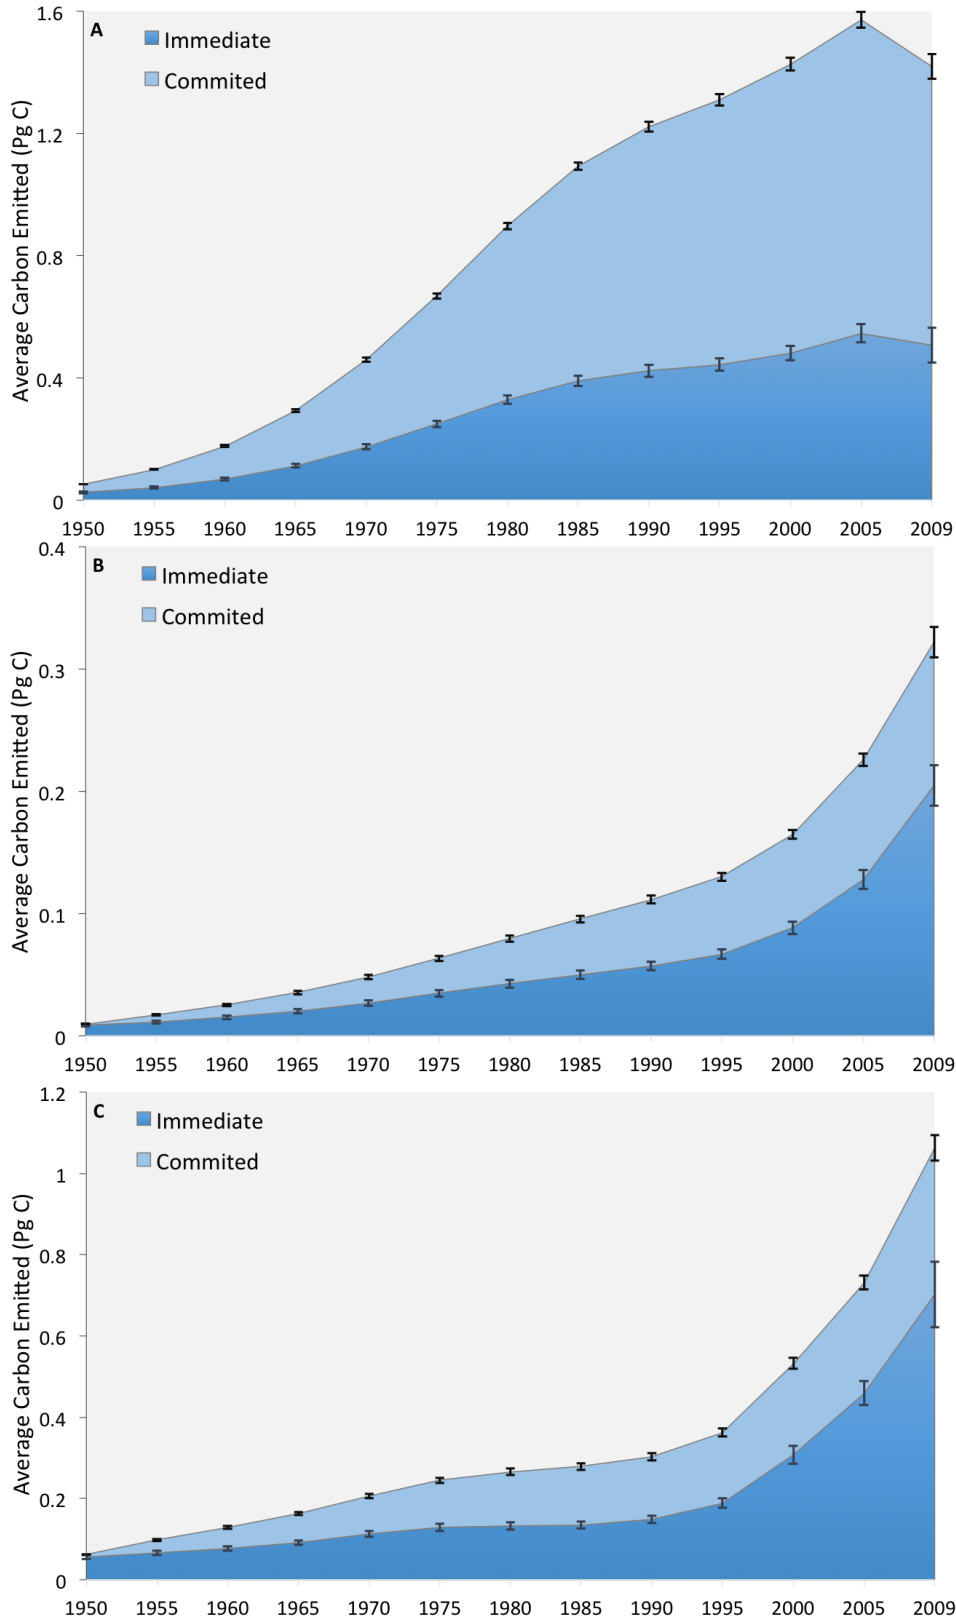 A
Immediate
Commited
Average Carbon Emitted (Pg C)
1.6
1.2
0.8
0.4
0
1950 1955 1960 1965 1970 1975 1980 1985 1990 1995 2000 2005 2009
B
Immediate
Commited
Average Carbon Emitted (Pg C)
0.4
0.3
0.2
0.1
0
1950 1955 1960 1965 1970 1975 1980 1985 1990 1995 2000 2005 2009
C
Immediate
Commited
Average Carbon Emitted (Pg C)
1.2
1
0.8
0.6
0.4
0.2
0
1950 1955 1960 1965 1970 1975 1980 1985 1990 1995 2000 2005 2009